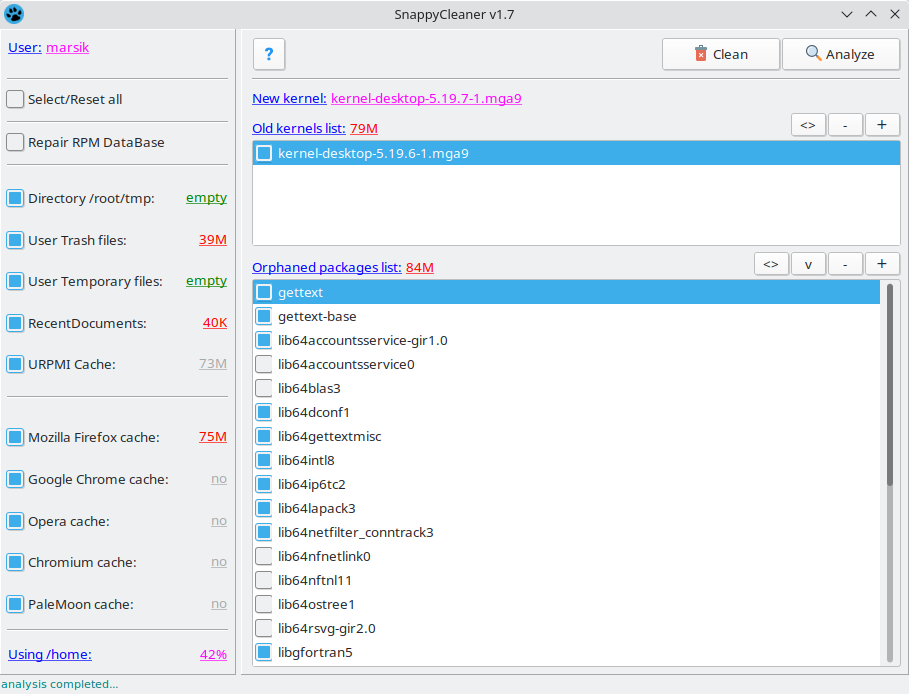 SnappyCleaner v1.7
User: marsik
Select/Reset all
Repair RPM DataBase
Directory /root/tmp: empty
User Trash files: 39M
User Temporary files: empty
RecentDocuments: 40K
URPMI Cache: 73M
Mozilla Firefox cache: 75M
Google Chrome cache: no
Opera cache: no
Chromium cache: no
PaleMoon cache: no
Using /home: 42%
? Clean Analyze
New kernel: kernel-desktop-5.19.7-1.mga9
Old kernels list: 79M <> - +
kernel-desktop-5.19.6-1.mga9
Orphaned packages list: 84M <> v - +
gettext
gettext-base
lib64accountsservice-gir1.0
lib64accountsservice0
lib64blas3
lib64dconf1
lib64gettextmisc
lib64intl8
lib64ip6tc2
lib64lapack3
lib64netfilter_conntrack3
lib64nfnetlink0
lib64nftnl11
lib64ostree1
lib64rsvg-gir2.0
libgfortran5
analysis completed...